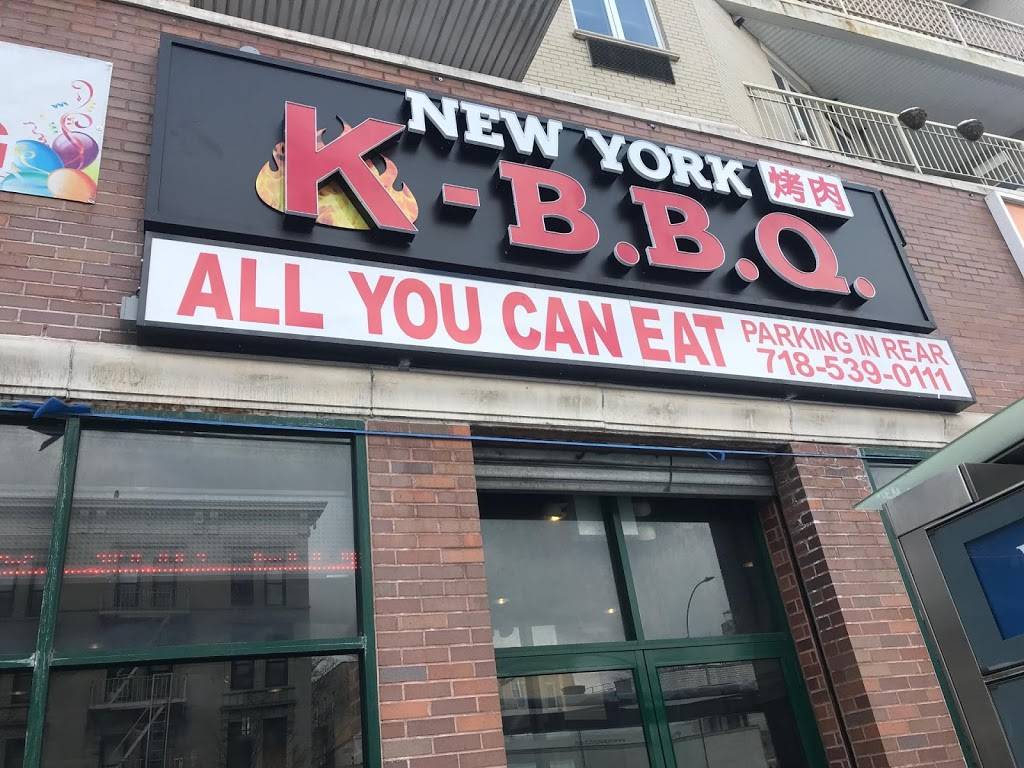 NEW YORK 烤肉
K-B.B.Q.
ALL YOU CAN EAT
PARKING IN REAR
718-539-0111
G